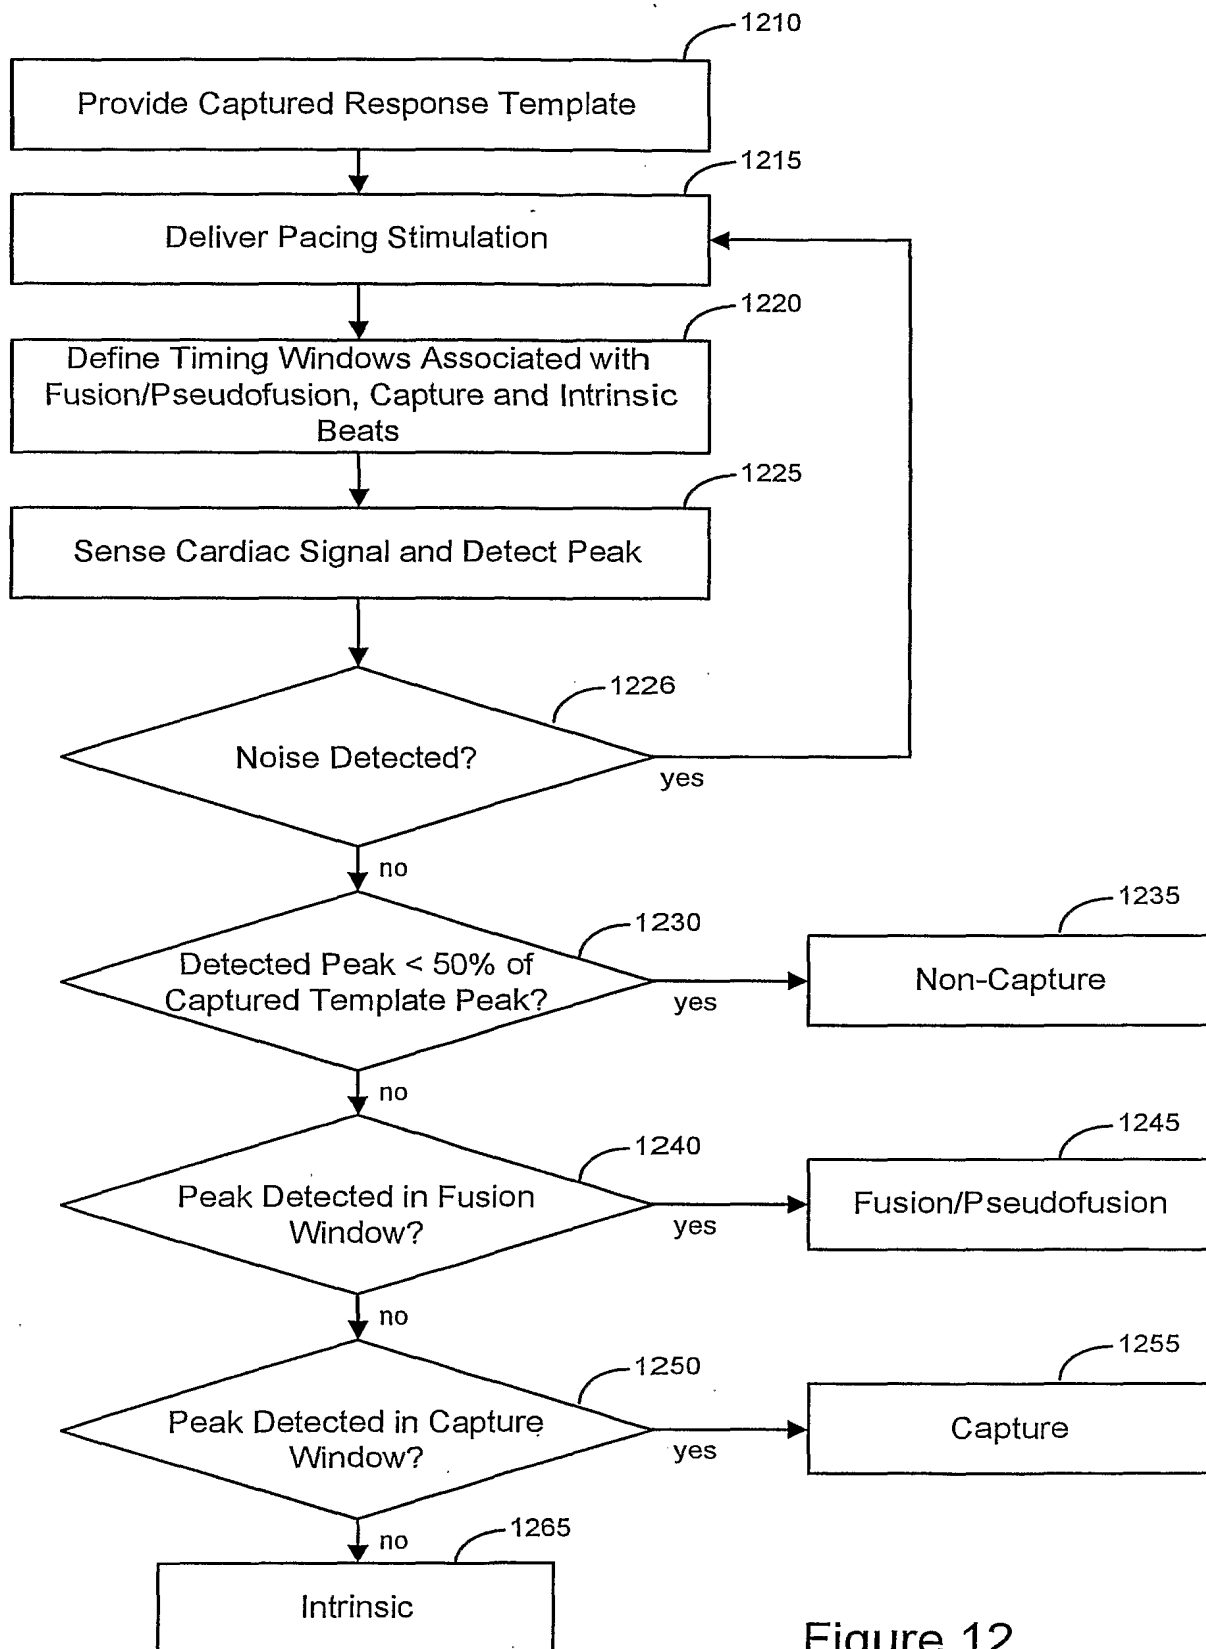 1210
Provide Captured Response Template
1215
Deliver Pacing Stimulation
1220
Define Timing Windows Associated with
Fusion/Pseudofusion, Capture and Intrinsic
Beats
1225
Sense Cardiac Signal and Detect Peak
1226
Noise Detected?
yes
no
1230
Detected Peak < 50% of
Captured Template Peak?
yes
1235
Non-Capture
no
1240
Peak Detected in Fusion
Window?
yes
1245
Fusion/Pseudofusion
no
1250
Peak Detected in Capture
Window?
yes
1255
Capture
no
1265
Intrinsic
Figure 12